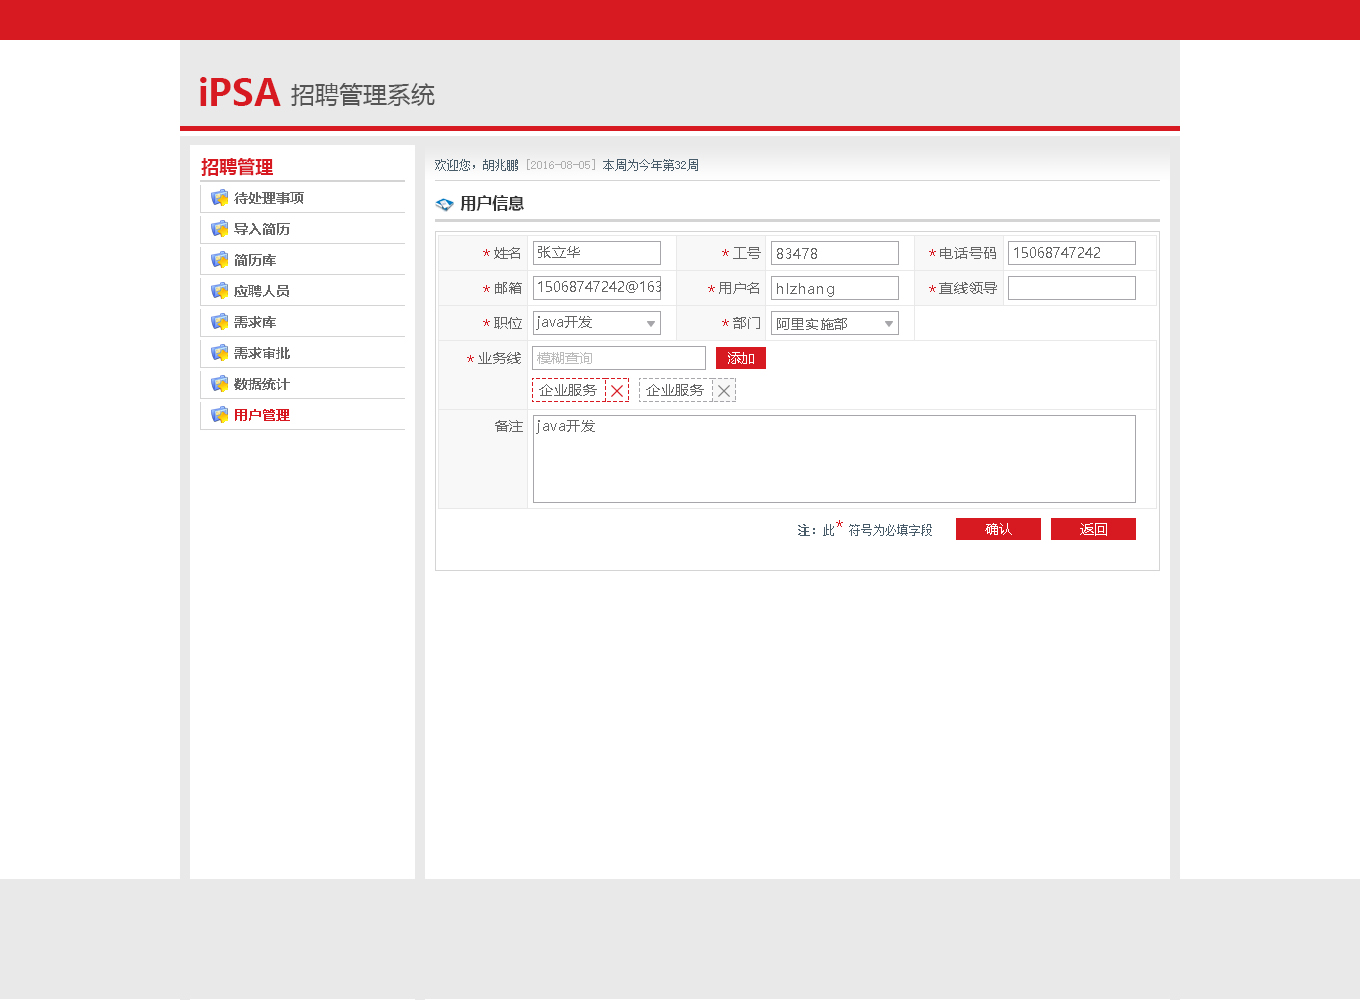 iPSA 招聘管理系统
招聘管理
待处理事项
导入简历
简历库
应聘人员
需求库
需求审批
数据统计
用户管理
欢迎您，胡兆鹏 [2016-08-05] 本周为今年第32周
用户信息
*姓名 张立华 *工号 83478 *电话号码 15068747242
*邮箱 15068747242@163 *用户名 hlzhang *直线领导
*职位 java开发 *部门 阿里实施部
*业务线 模糊查询 添加
企业服务 企业服务
备注 java开发
注：此* 符号为必填字段 确认 返回